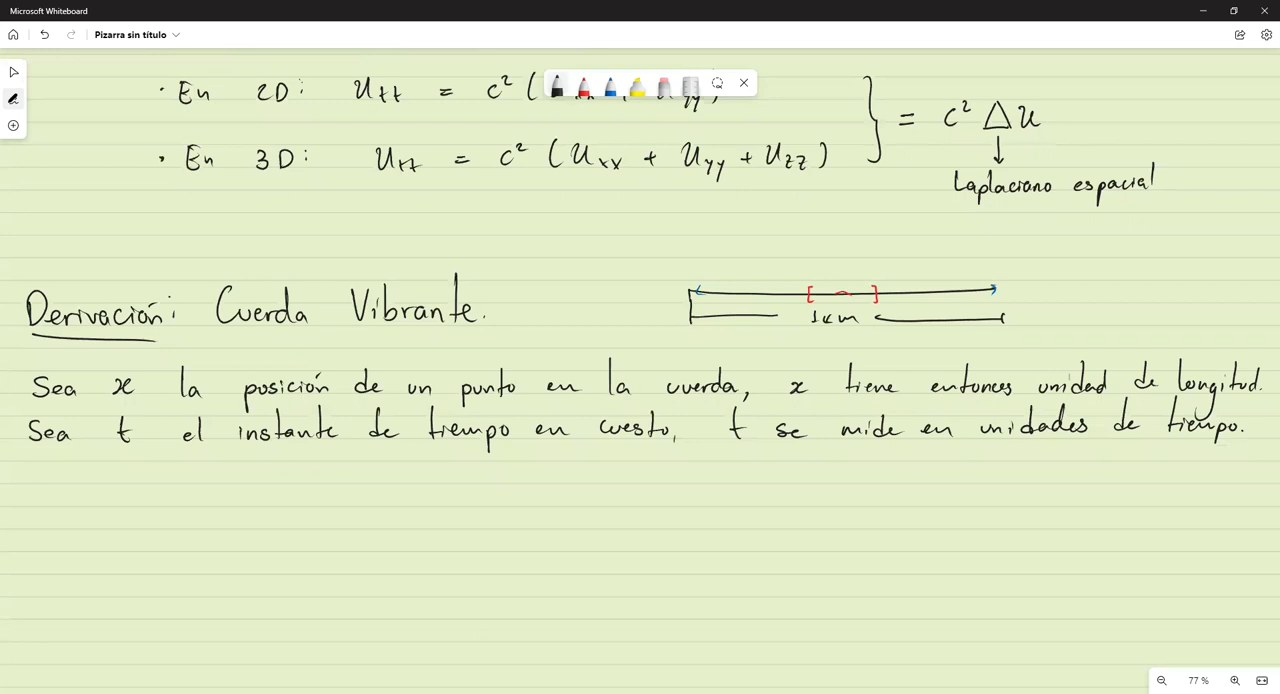 Microsoft Whiteboard
Pizarra sin título
· En 2D: Utt = c² (
· En 3D: Utt = c² (Uxx + Uyy + Uzz)
= c² Δu
Laplaciano espacial
Derivación: Cuerda Vibrante.
1km
Sea x la posición de un punto en la cuerda, x tiene entonces unidad de longitud.
Sea t el instante de tiempo en cuesto, t se mide en unidades de tiempo.
77 %